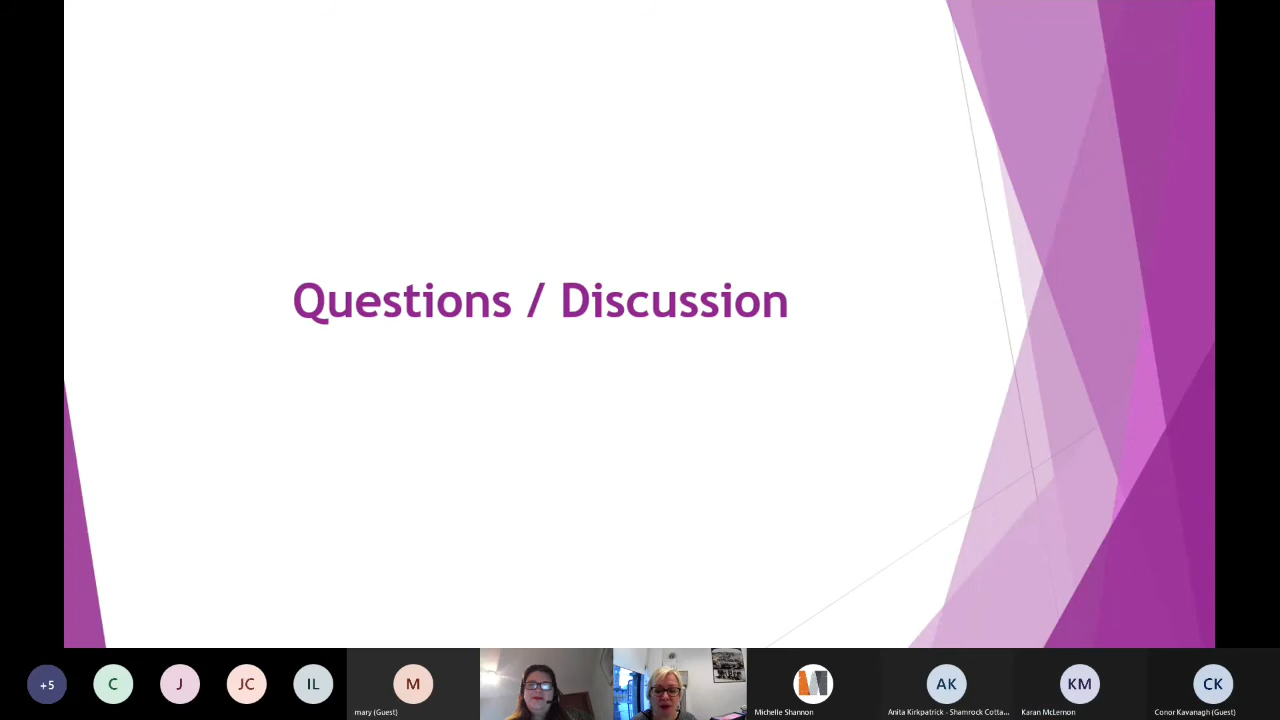 Questions / Discussion
+5
C
J
JC
IL
M
mary (Guest)
Michelle Shannon
AK
Anita Kirkpatrick - Shamrock Cotta...
KM
Karan McLernon
CK
Conor Kavanagh (Guest)